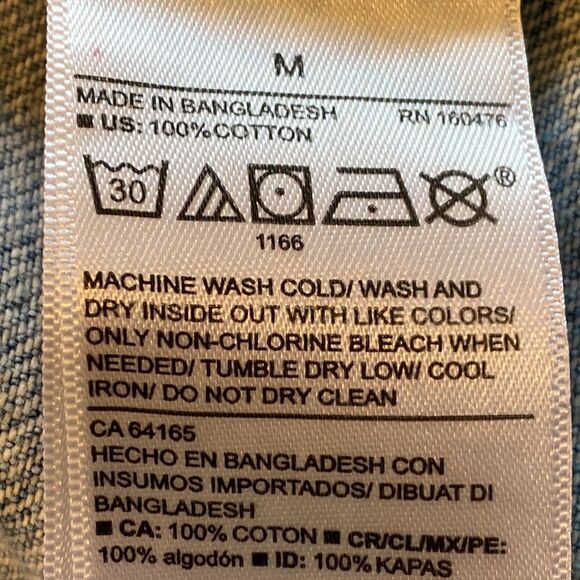 M
MADE IN BANGLADESH RN 160476
■ US: 100% COTTON
30 ®
1166
MACHINE WASH COLD/ WASH AND
DRY INSIDE OUT WITH LIKE COLORS/
ONLY NON-CHLORINE BLEACH WHEN
NEEDED/ TUMBLE DRY LOW/ COOL
IRON/ DO NOT DRY CLEAN
CA 64165
HECHO EN BANGLADESH CON
INSUMOS IMPORTADOS/ DIBUAT DI
BANGLADESH
■ CA: 100% COTON ■ CR/CL/MX/PE:
100% algodón ■ ID: 100% KAPAS